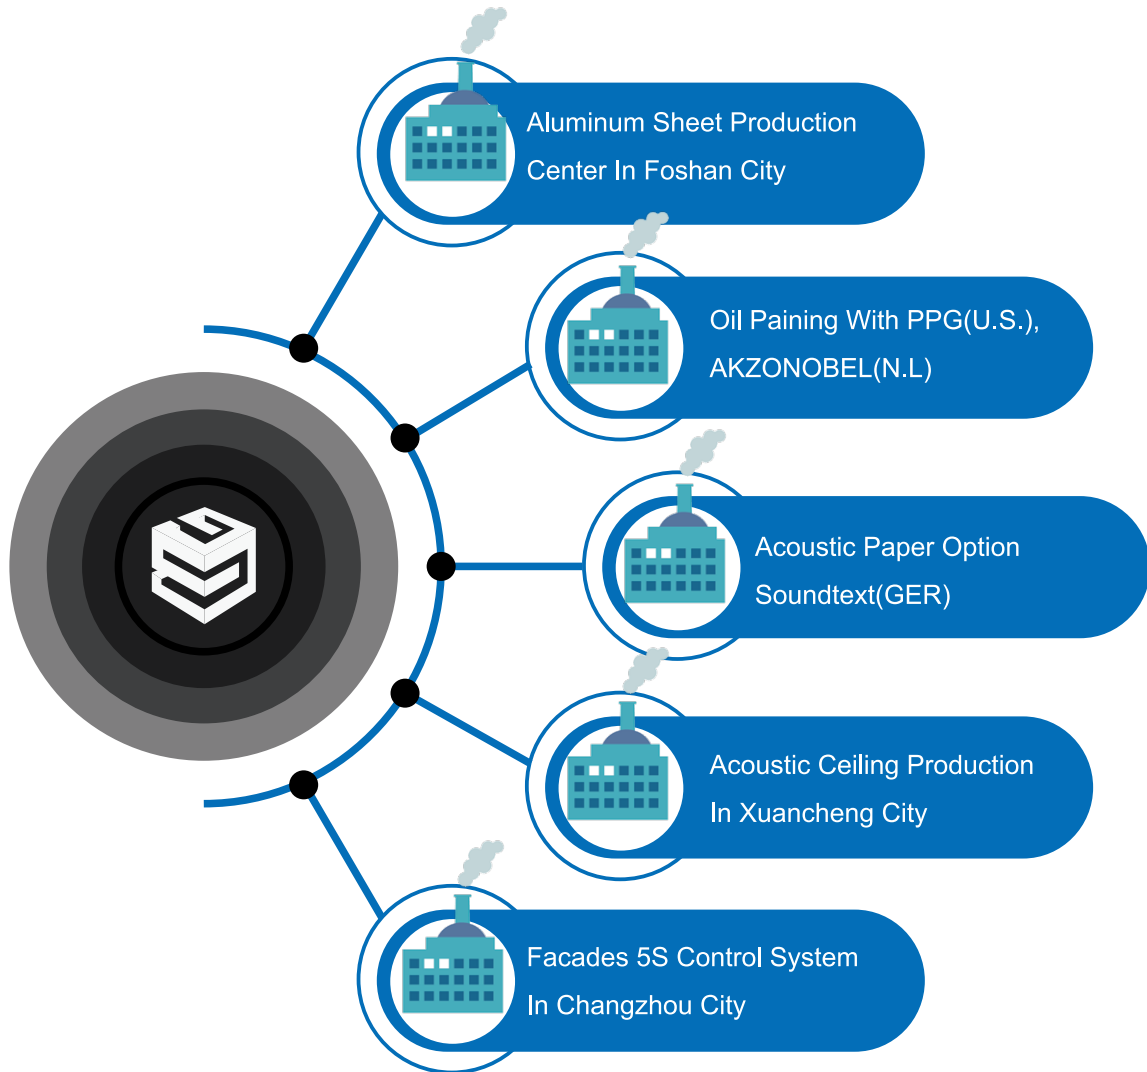 Aluminum Sheet Production
Center In Foshan City
Oil Paining With PPG(U.S.),
AKZONOBEL(N.L)
Acoustic Paper Option
Soundtext(GER)
Acoustic Ceiling Production
In Xuancheng City
Facades 5S Control System
In Changzhou City